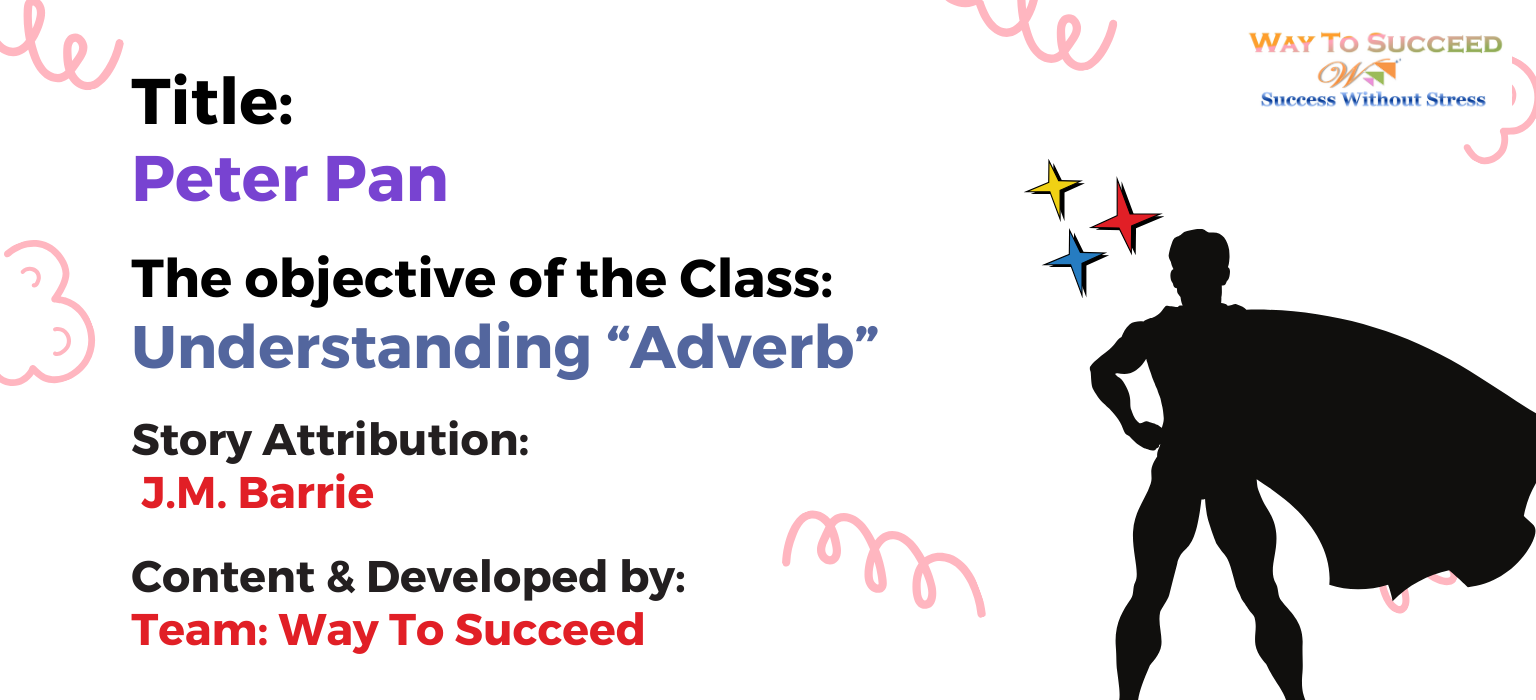 WAY TO SUCCEED
W
Success Without Stress
Title:
Peter Pan
The objective of the Class:
Understanding “Adverb”
Story Attribution:
J.M. Barrie
Content & Developed by:
Team: Way To Succeed